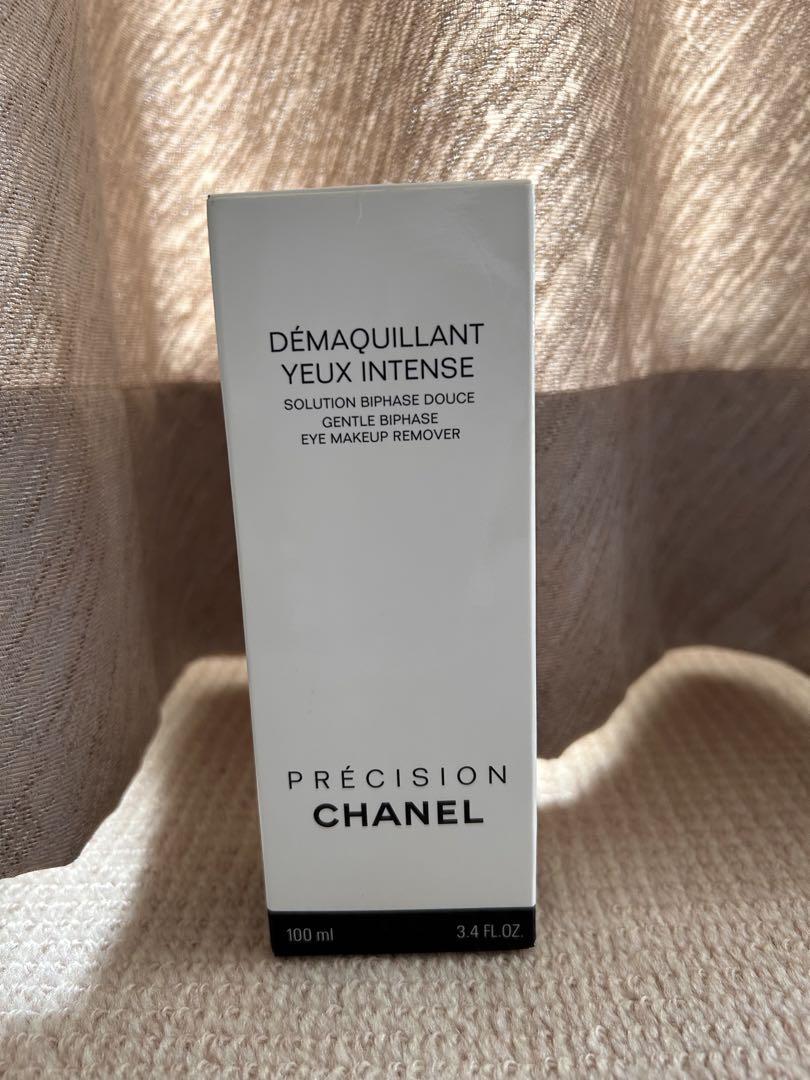 DÉMAQUILLANT
YEUX INTENSE
SOLUTION BIPHASE DOUCE
GENTLE BIPHASE
EYE MAKEUP REMOVER
PRÉCISION
CHANEL
100 ml 3.4 FL.OZ.